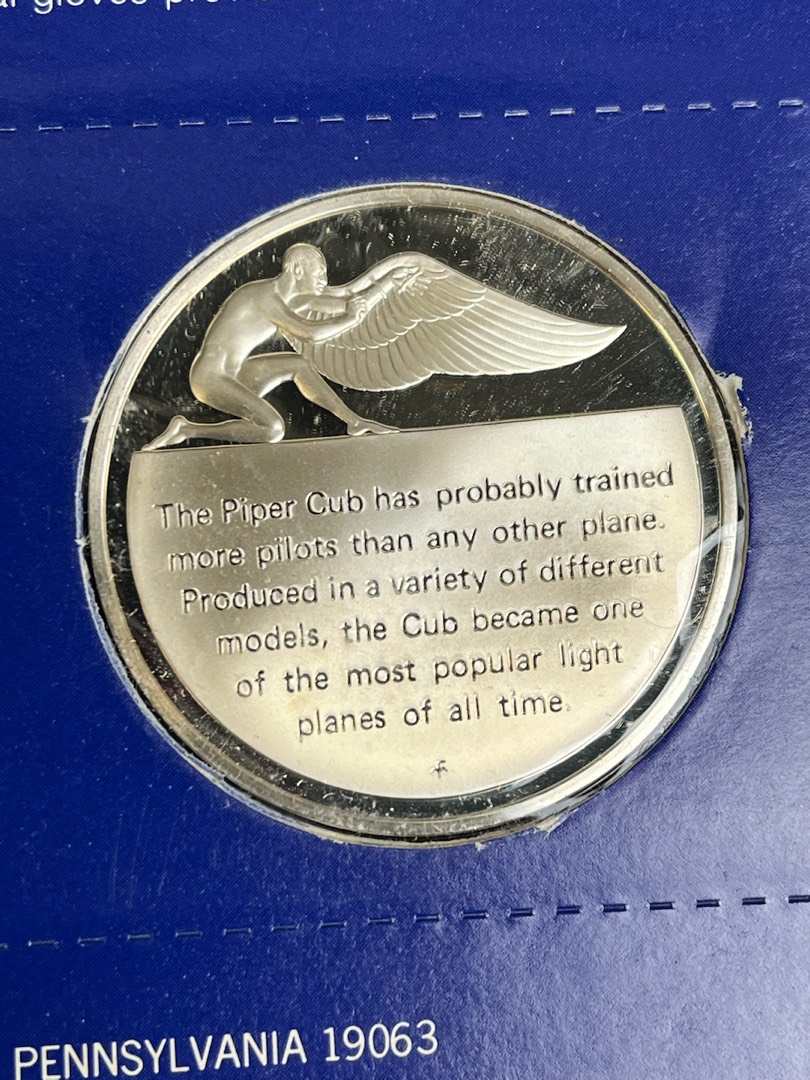 gloves
The Piper Cub has probably trained
more pilots than any other plane.
Produced in a variety of different
models, the Cub became one
of the most popular light
planes of all time.
PENNSYLVANIA 19063